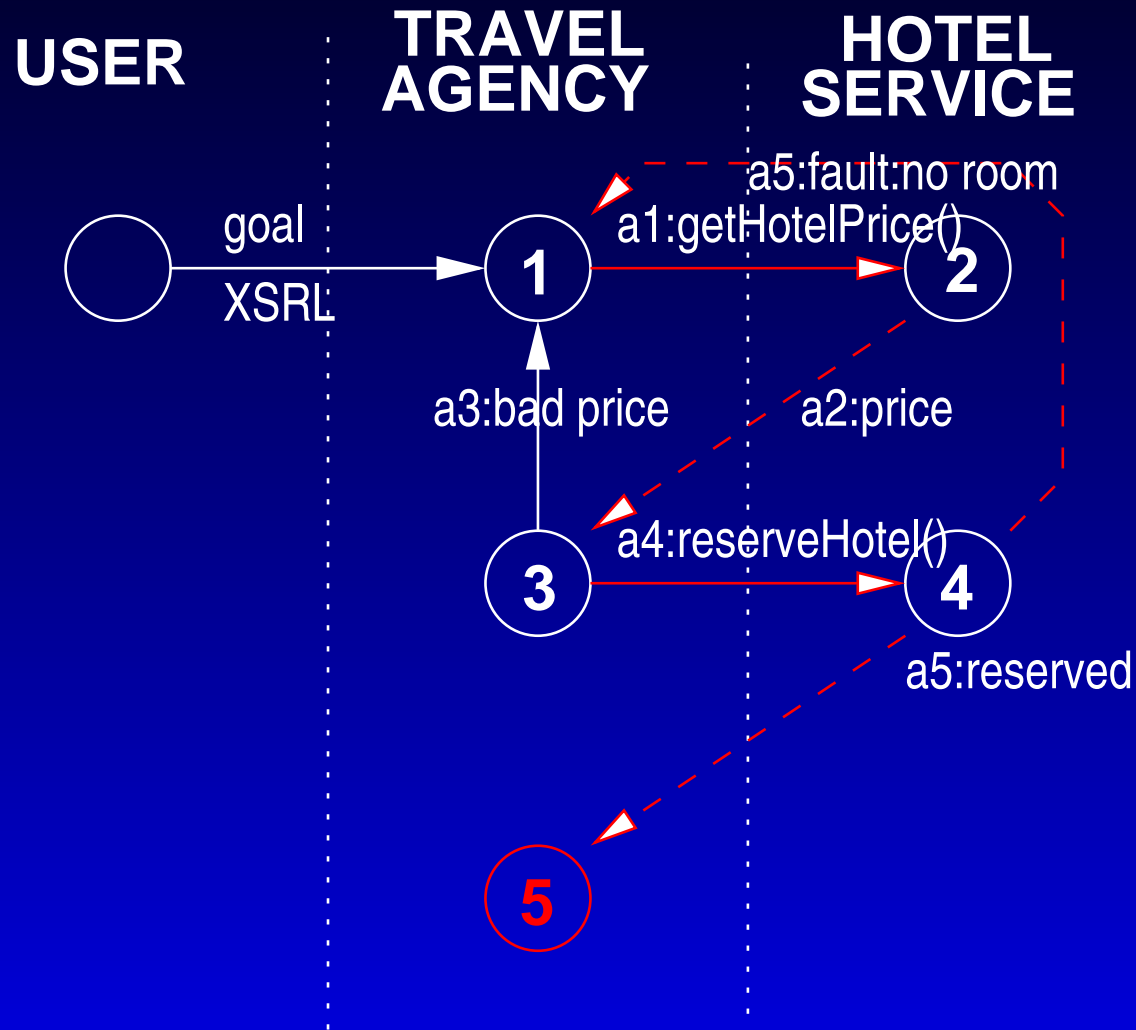 USER
TRAVEL
AGENCY
HOTEL
SERVICE
a5:fault:no room
goal
a1:getHotelPrice()
1
2
XSRL
a3:bad price
a2:price
a4:reserveHotel()
3
4
a5:reserved
5